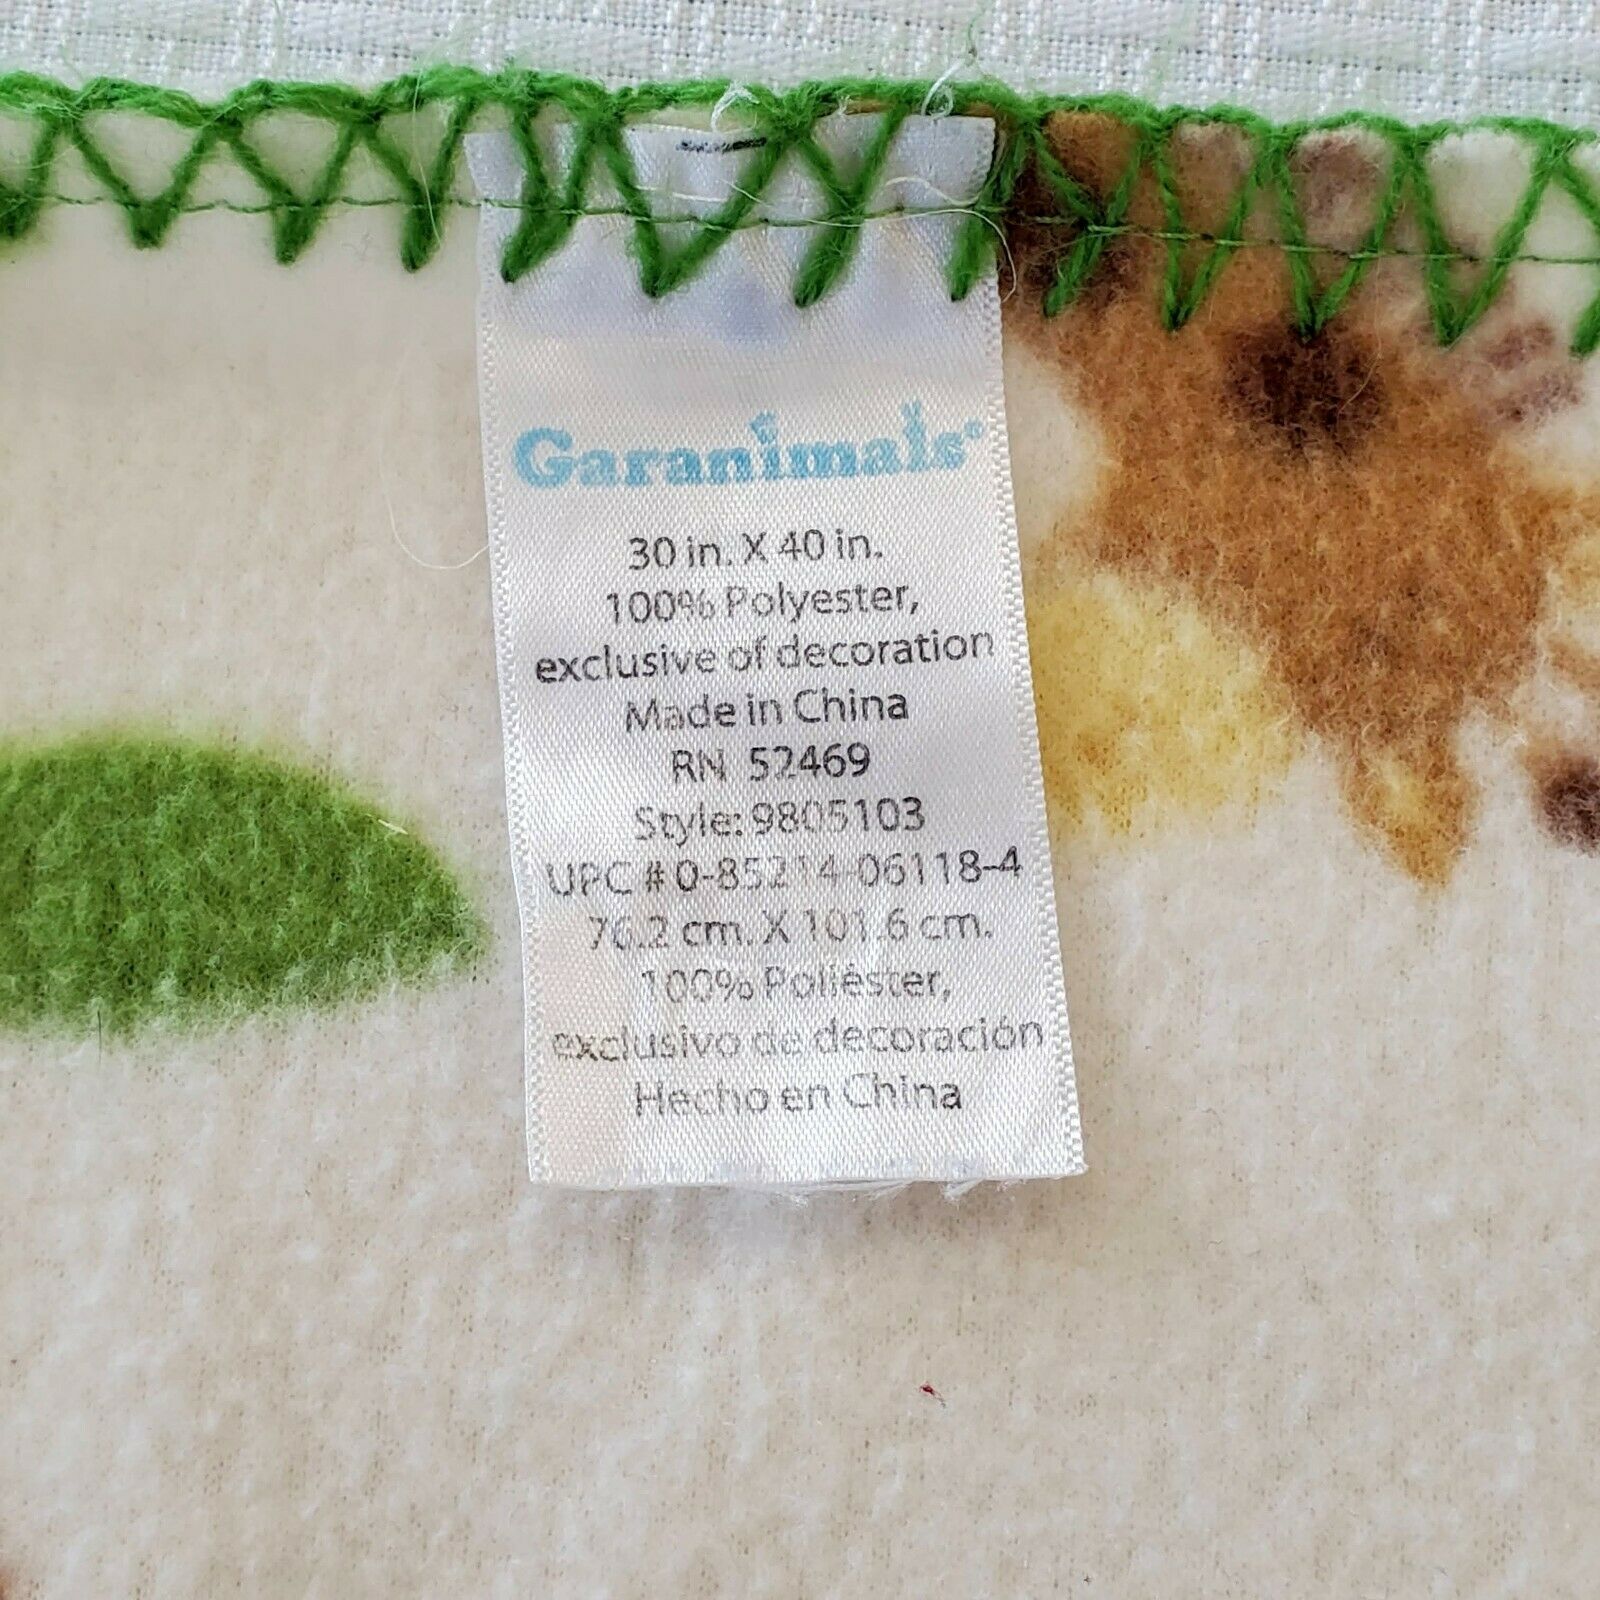 Garanimals®
30 in. X 40 in.
100% Polyester,
exclusive of decoration
Made in China
RN 52469
Style: 9805103
UPC # 0-85214-06118-4
76.2 cm. X 101.6 cm.
100% Poliéster,
exclusivo de decoración
Hecho en China